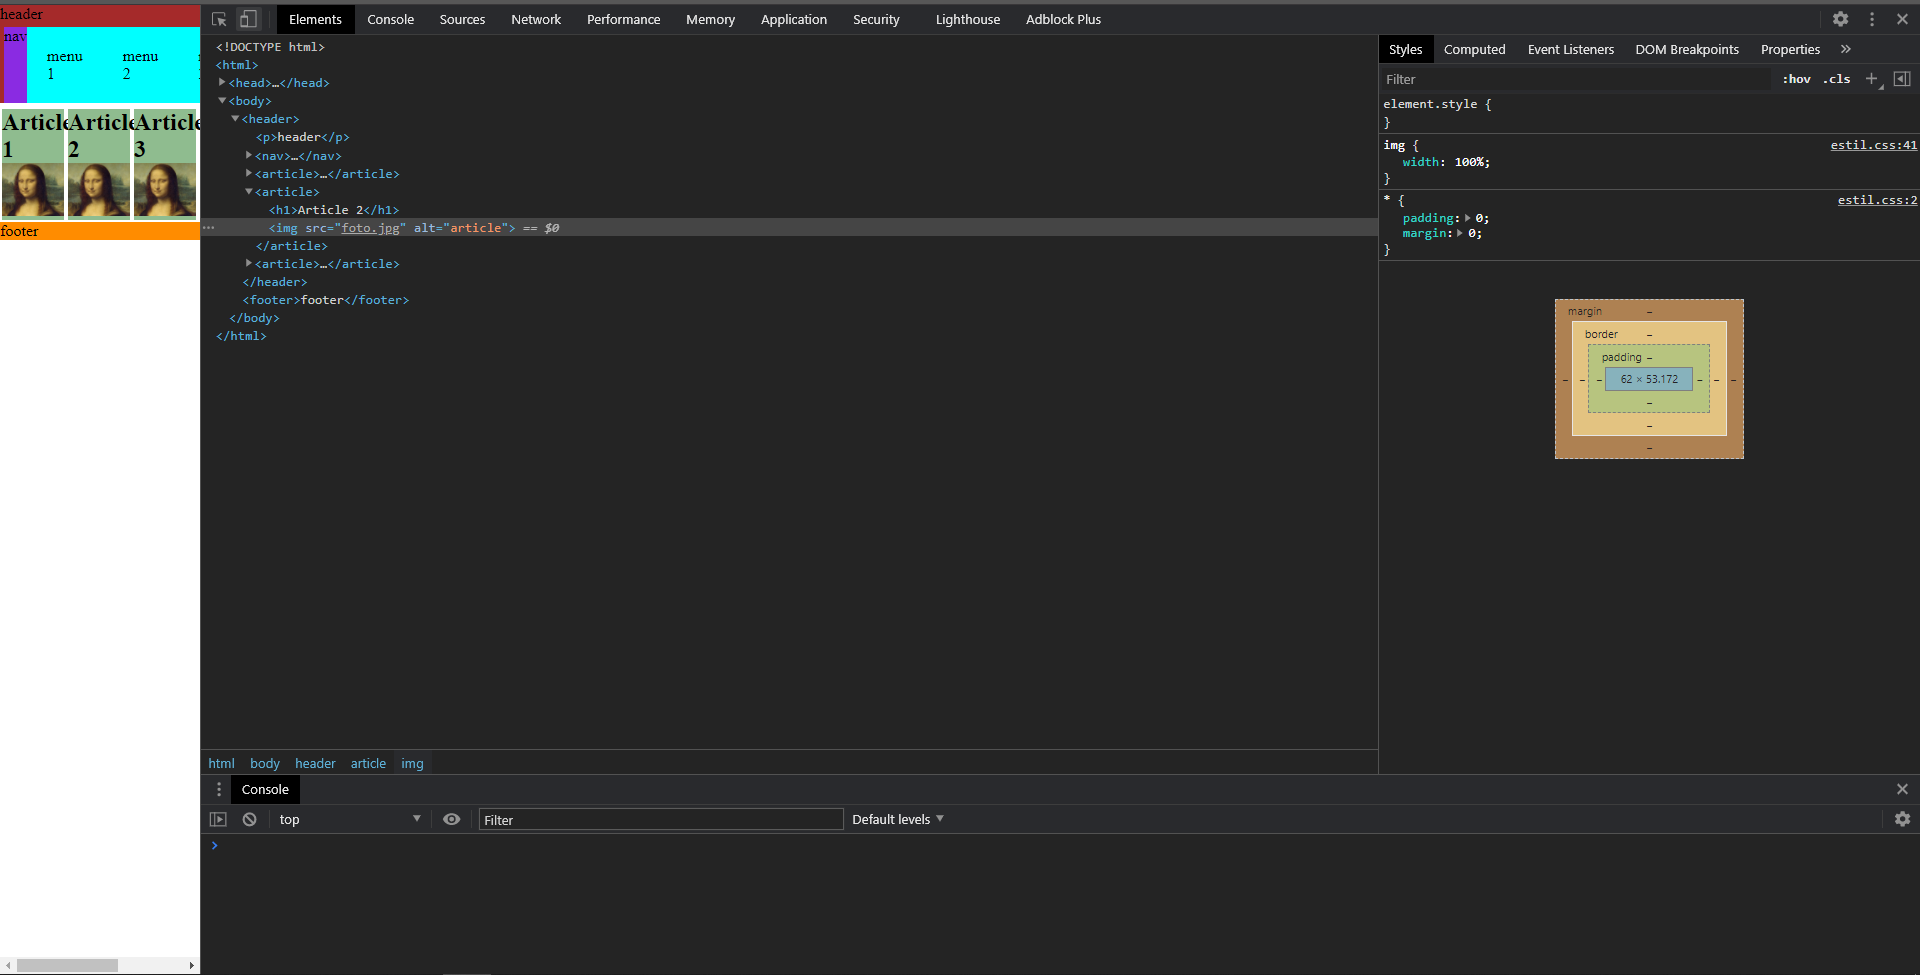 header
nav
menu 1
menu 2
Article 1
Article 2
Article 3
footer
Elements Console Sources Network Performance Memory Application Security Lighthouse Adblock Plus
<!DOCTYPE html>
<html>
<head>…</head>
<body>
<header>
<p>header</p>
<nav>…</nav>
<article>…</article>
<article>
<h1>Article 2</h1>
<img src="foto.jpg" alt="article"> == $0
</article>
<article>…</article>
</header>
<footer>footer</footer>
</body>
</html>
html body header article img
Styles Computed Event Listeners DOM Breakpoints Properties »
Filter :hov .cls +
element.style {
}
img { estil.css:41
width: 100%;
}
* { estil.css:2
padding: 0;
margin: 0;
}
margin –
border –
padding –
– – – 62 × 53.172 – – –
–
–
–
Console
top Filter Default levels